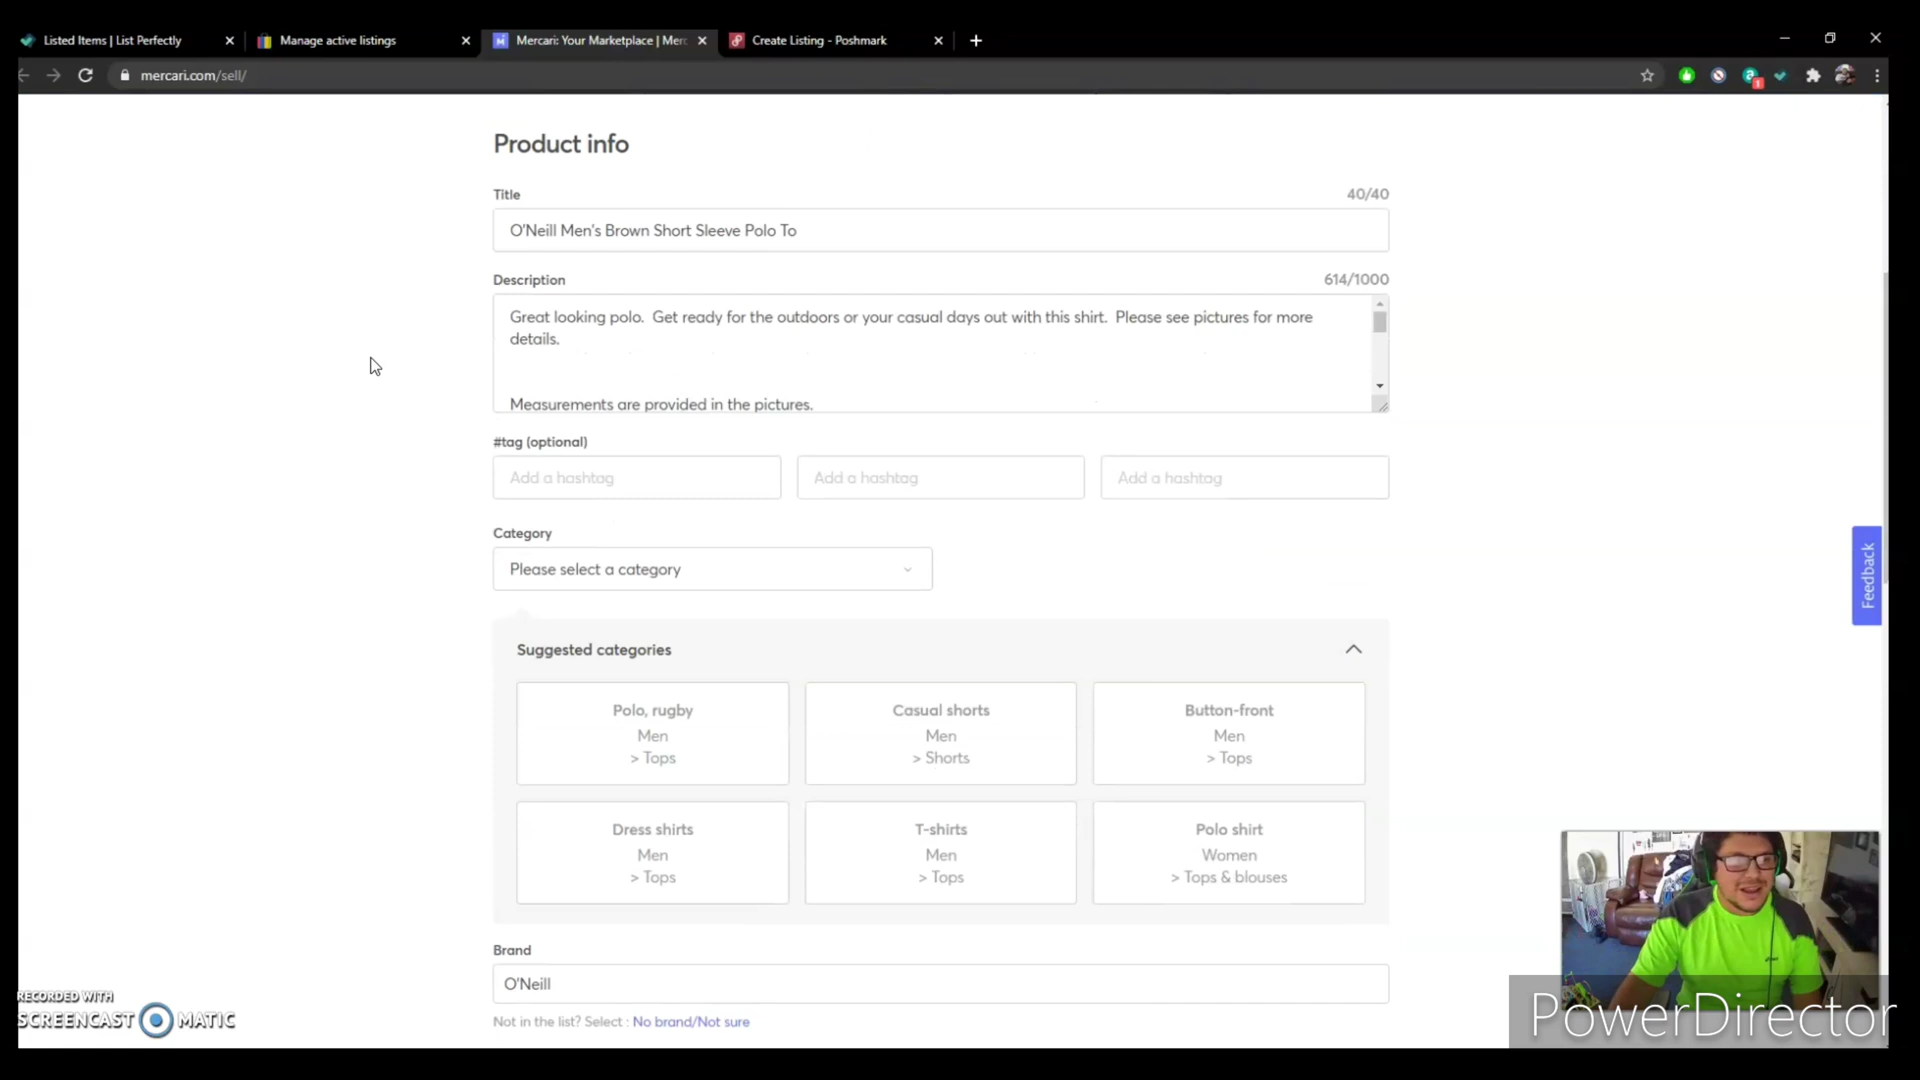 Listed Items | List Perfectly
Manage active listings
Mercari: Your Marketplace | Merc
Create Listing - Poshmark
mercari.com/sell/
1
Product info
Title
40/40
O'Neill Men's Brown Short Sleeve Polo To
Description
614/1000
Great looking polo.  Get ready for the outdoors or your casual days out with this shirt.  Please see pictures for more
details.
Measurements are provided in the pictures.
#tag (optional)
Add a hashtag
Add a hashtag
Add a hashtag
Category
Please select a category
Feedback
Suggested categories
Polo, rugby
Men
> Tops
Casual shorts
Men
> Shorts
Button-front
Men
> Tops
Dress shirts
Men
> Tops
T-shirts
Men
> Tops
Polo shirt
Women
> Tops & blouses
Brand
O'Neill
Not in the list? Select : No brand/Not sure
RECORDED WITH
SCREENCAST MATIC
PowerDirector